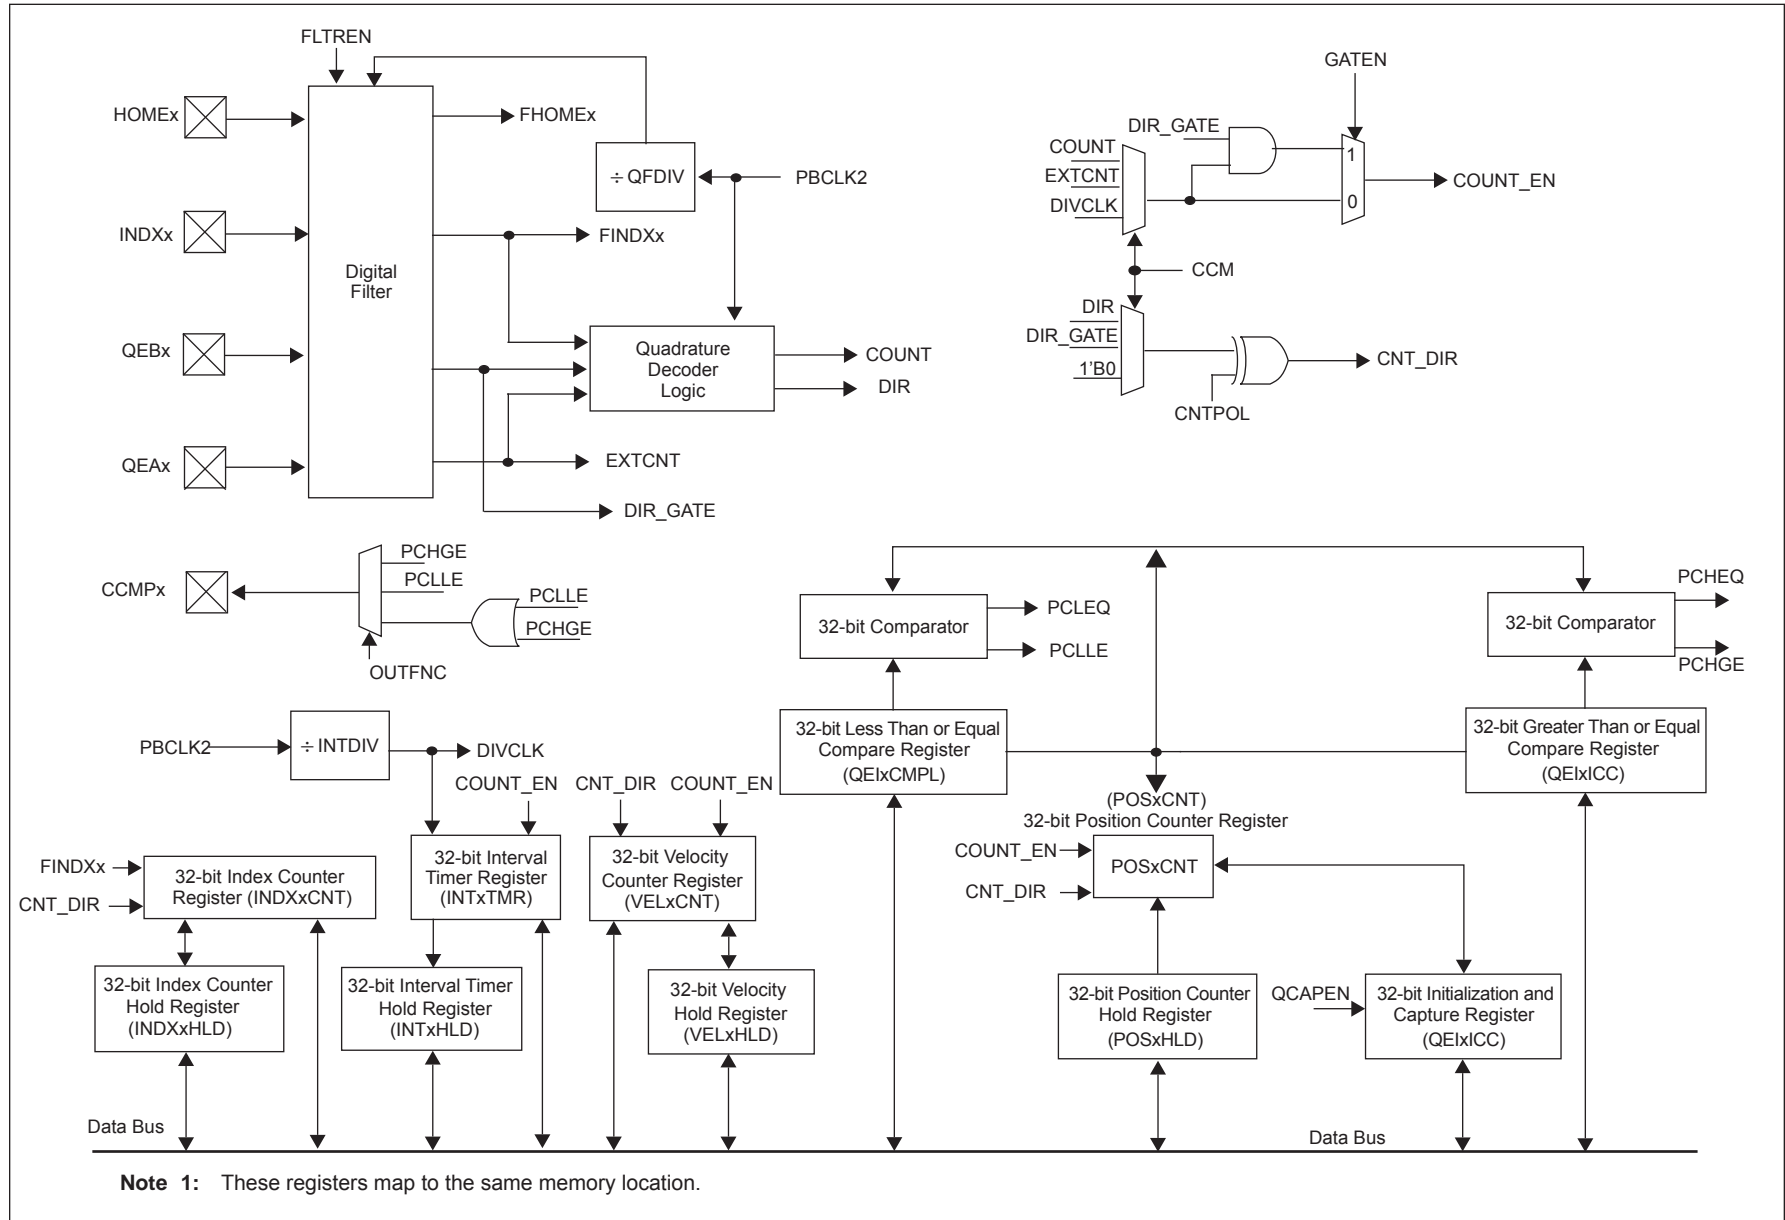 FLTREN
HOMEx
FHOMEx
÷ QFDIV
PBCLK2
INDXx
FINDXx
Digital
Filter
QEBx
Quadrature
Decoder
Logic
COUNT
DIR
QEAx
EXTCNT
DIR_GATE
GATEN
DIR_GATE
COUNT
EXTCNT
DIVCLK
1
0
COUNT_EN
CCM
DIR
DIR_GATE
1'B0
CNT_DIR
CNTPOL
CCMPx
PCHGE
PCLLE
PCLLE
PCHGE
OUTFNC
32-bit Comparator
PCLEQ
PCLLE
32-bit Comparator
PCHEQ
PCHGE
PBCLK2
÷ INTDIV
DIVCLK
32-bit Less Than or Equal
Compare Register
(QEIxCMPL)
32-bit Greater Than or Equal
Compare Register
(QEIxICC)
COUNT_EN
CNT_DIR
COUNT_EN
(POSxCNT)
32-bit Position Counter Register
FINDXx
CNT_DIR
32-bit Index Counter
Register (INDXxCNT)
32-bit Interval
Timer Register
(INTxTMR)
32-bit Velocity
Counter Register
(VELxCNT)
COUNT_EN
CNT_DIR
POSxCNT
32-bit Index Counter
Hold Register
(INDXxHLD)
32-bit Interval Timer
Hold Register
(INTxHLD)
32-bit Velocity
Hold Register
(VELxHLD)
32-bit Position Counter
Hold Register
(POSxHLD)
QCAPEN
32-bit Initialization and
Capture Register
(QEIxICC)
Data Bus
Data Bus
Note 1: These registers map to the same memory location.